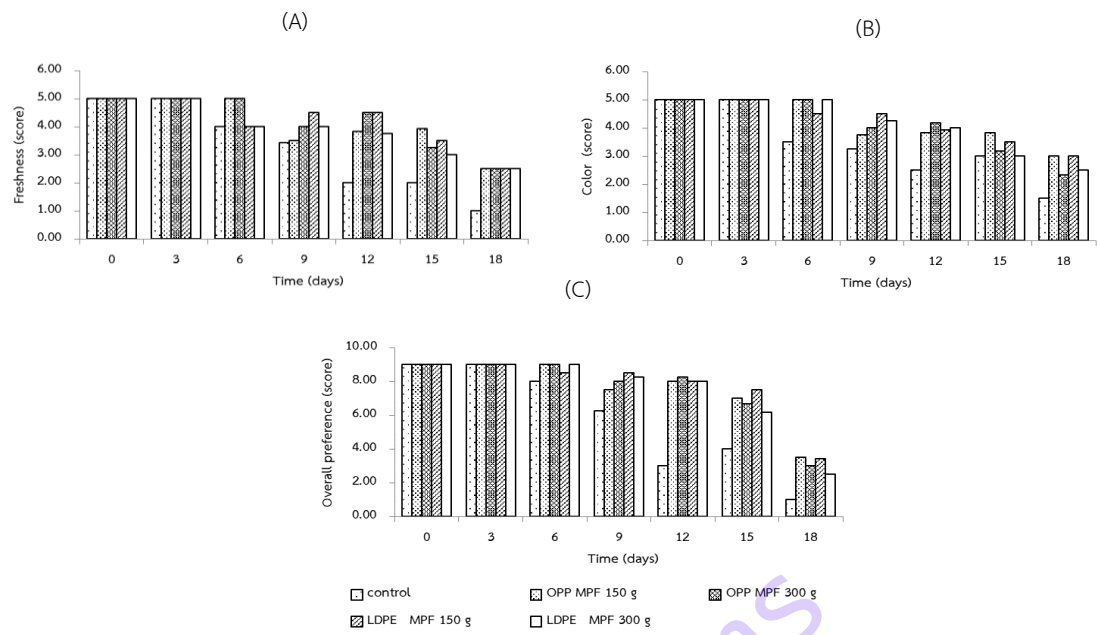 (A)
6.00
5.00
4.00
3.00
2.00
1.00
0.00
Freshness (score)
0 3 6 9 12 15 18
Time (days)
(B)
6.00
5.00
4.00
3.00
2.00
1.00
0.00
Color (score)
0 3 6 9 12 15 18
Time (days)
(C)
10.00
8.00
6.00
4.00
2.00
0.00
Overall preference (score)
0 3 6 9 12 15 18
Time (days)
control OPP MPF 150 g OPP MPF 300 g
LDPE MPF 150 g LDPE MPF 300 g